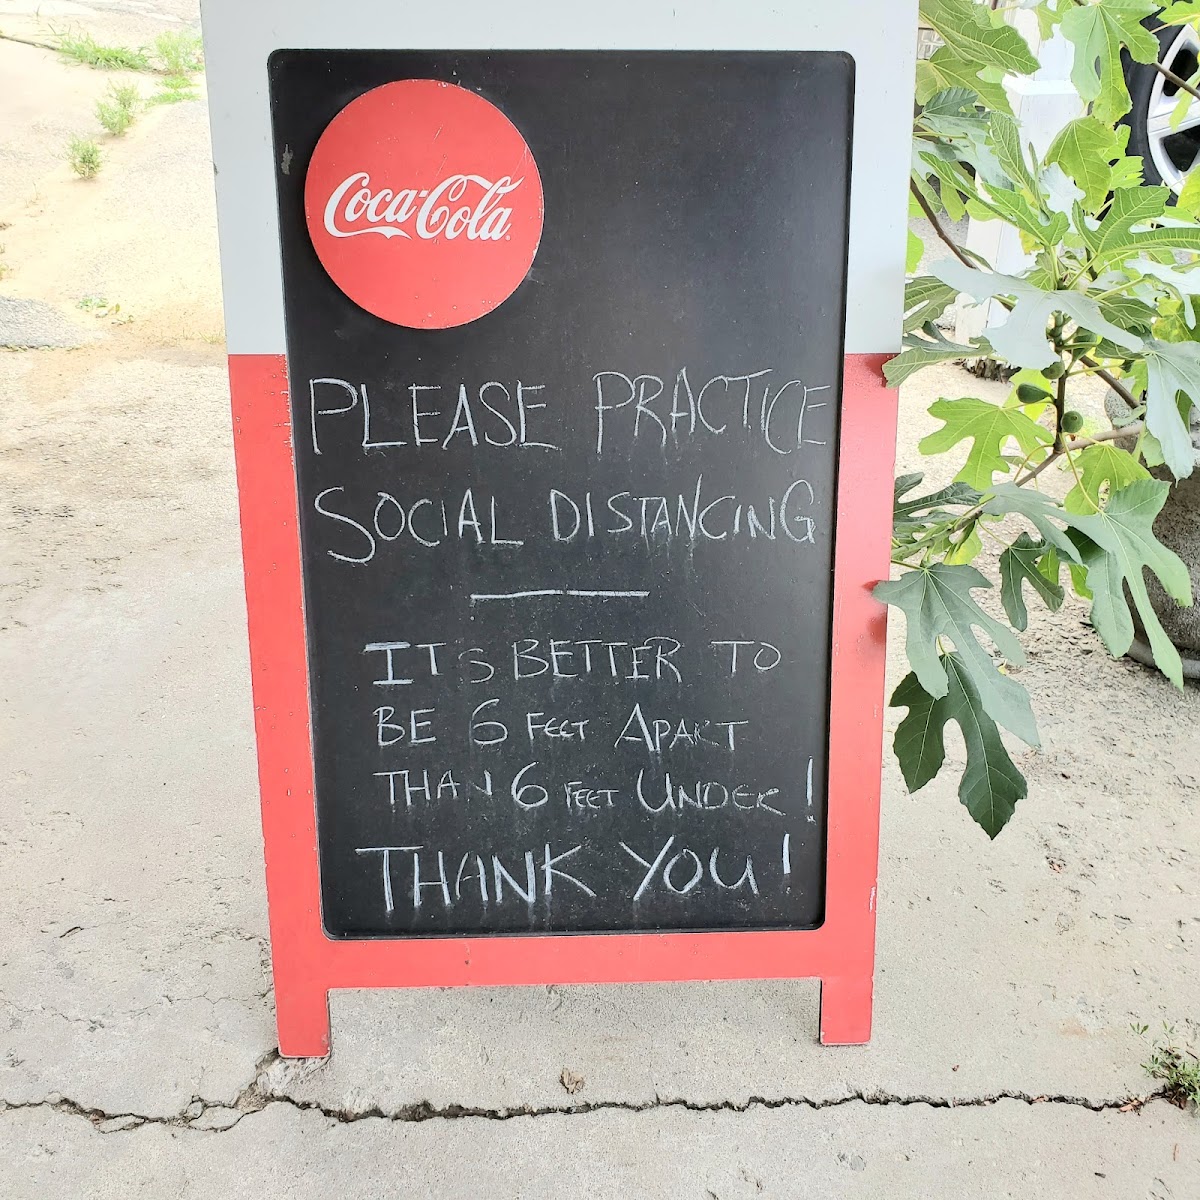 Coca-Cola
PLEASE PRACTICE
SOCIAL DISTANCING
ITS BETTER TO
BE 6 FEET APART
THAN 6 FEET UNDER!
THANK YOU!